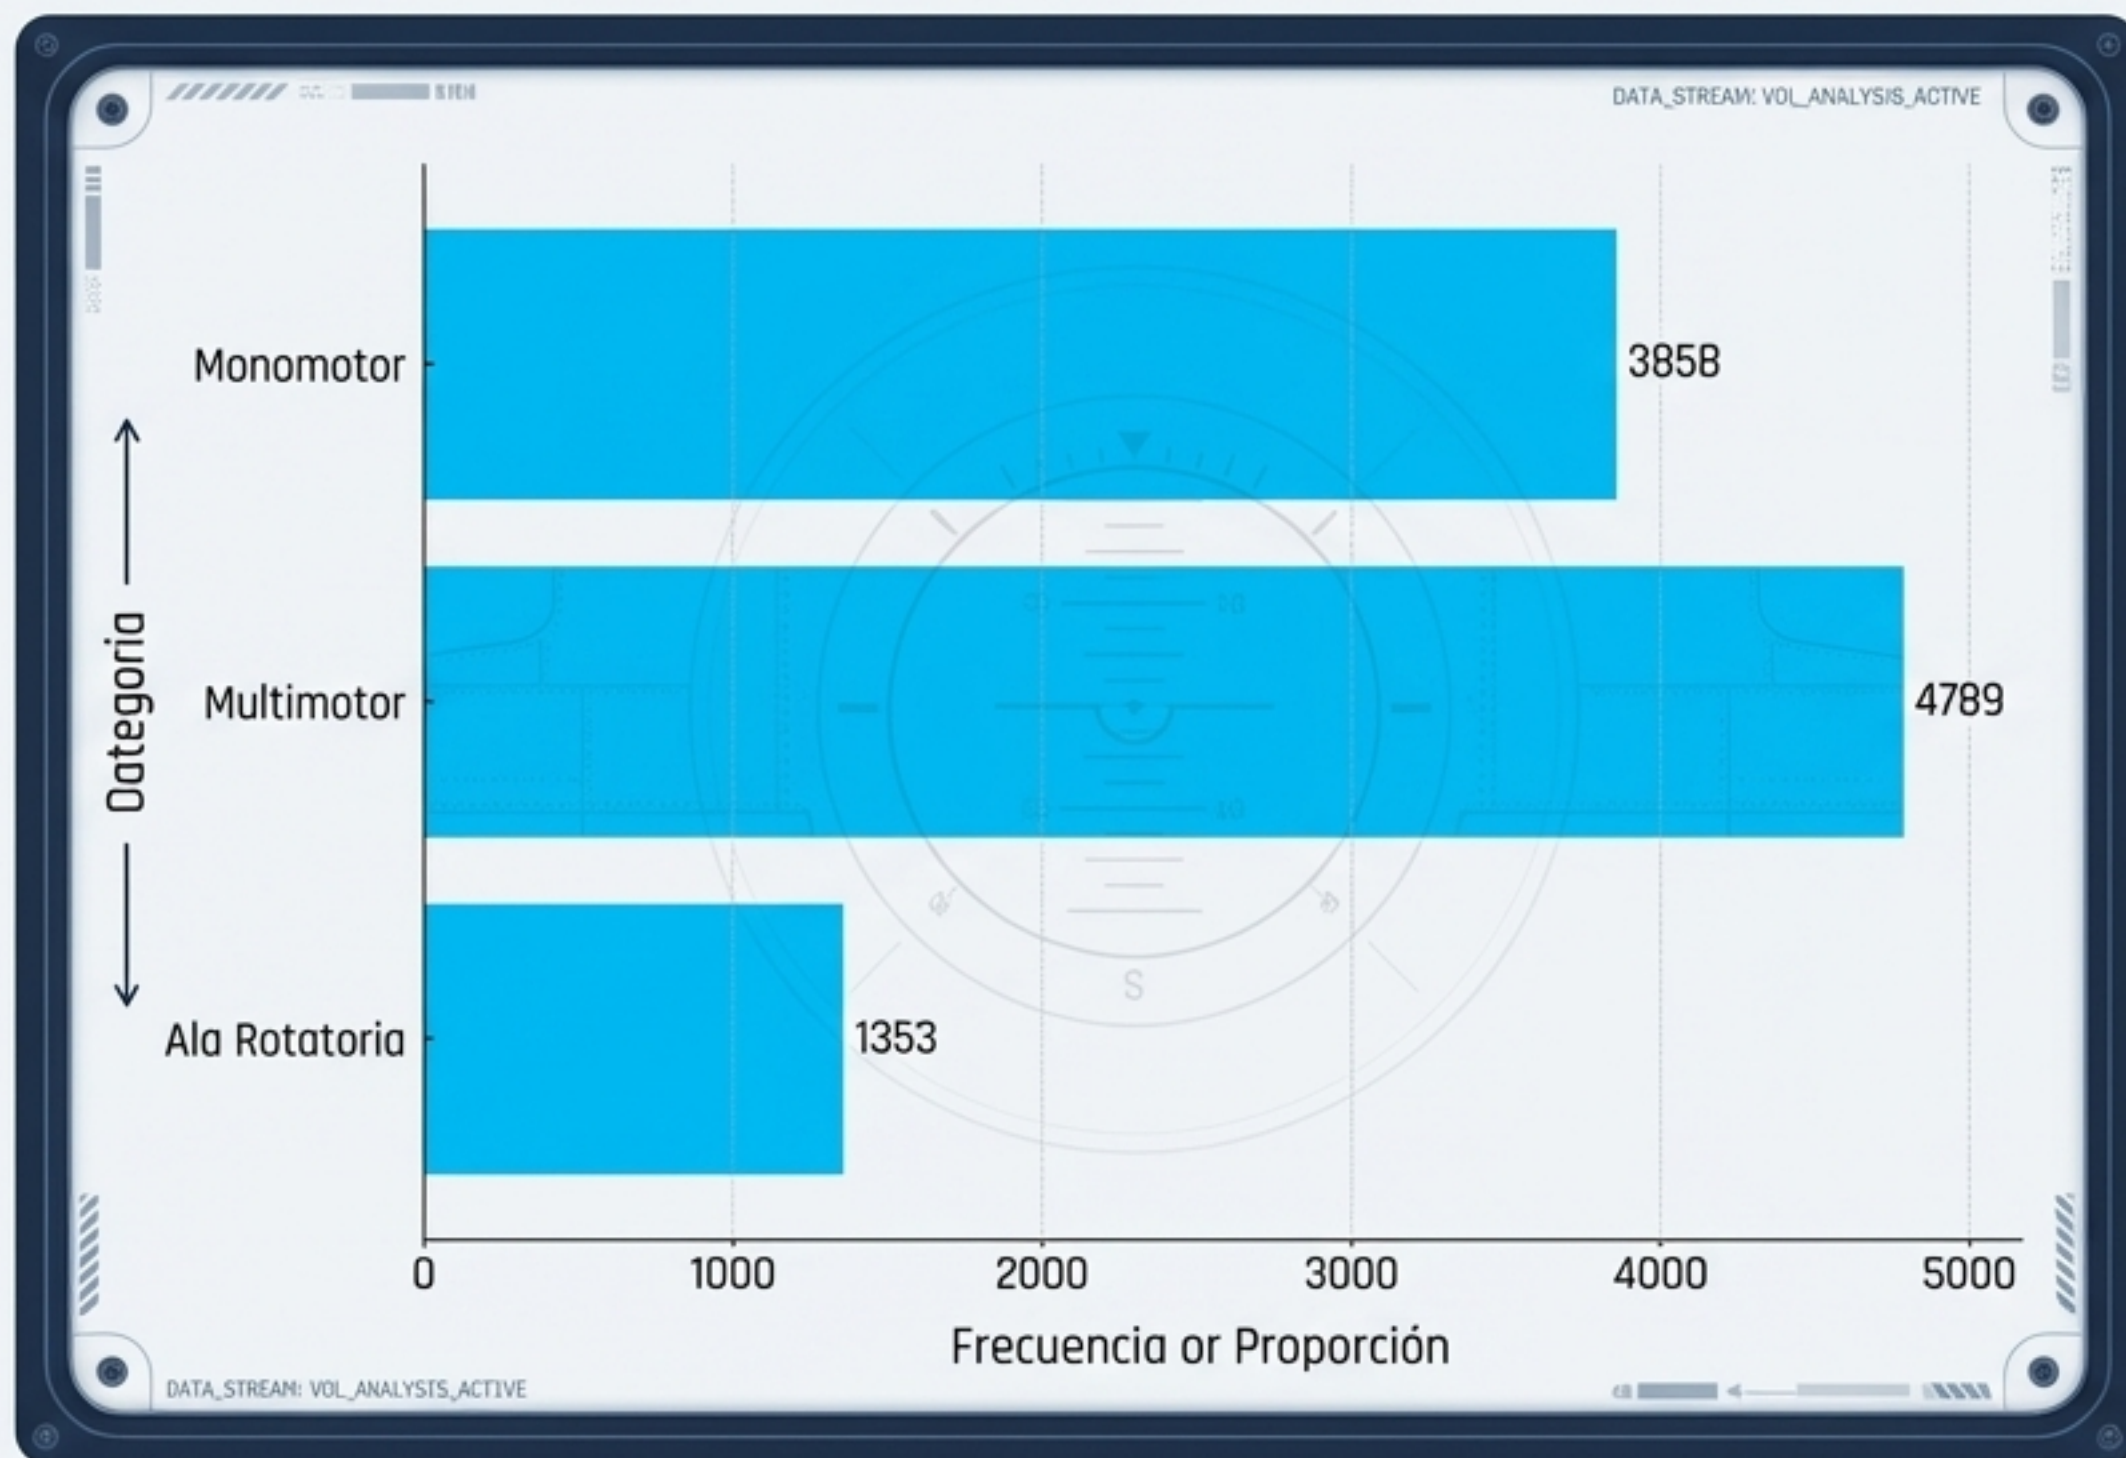 DATA_STREAM: VOL_ANALYSIS_ACTIVE
Monomotor
385B
Oategoria
Multimotor
4789
Ala Rotatoria
1353
S
0 1000 2000 3000 4000 5000
Frecuencia or Proporción
DATA_STREAM: VOL_ANALYSTS_ACTIVE